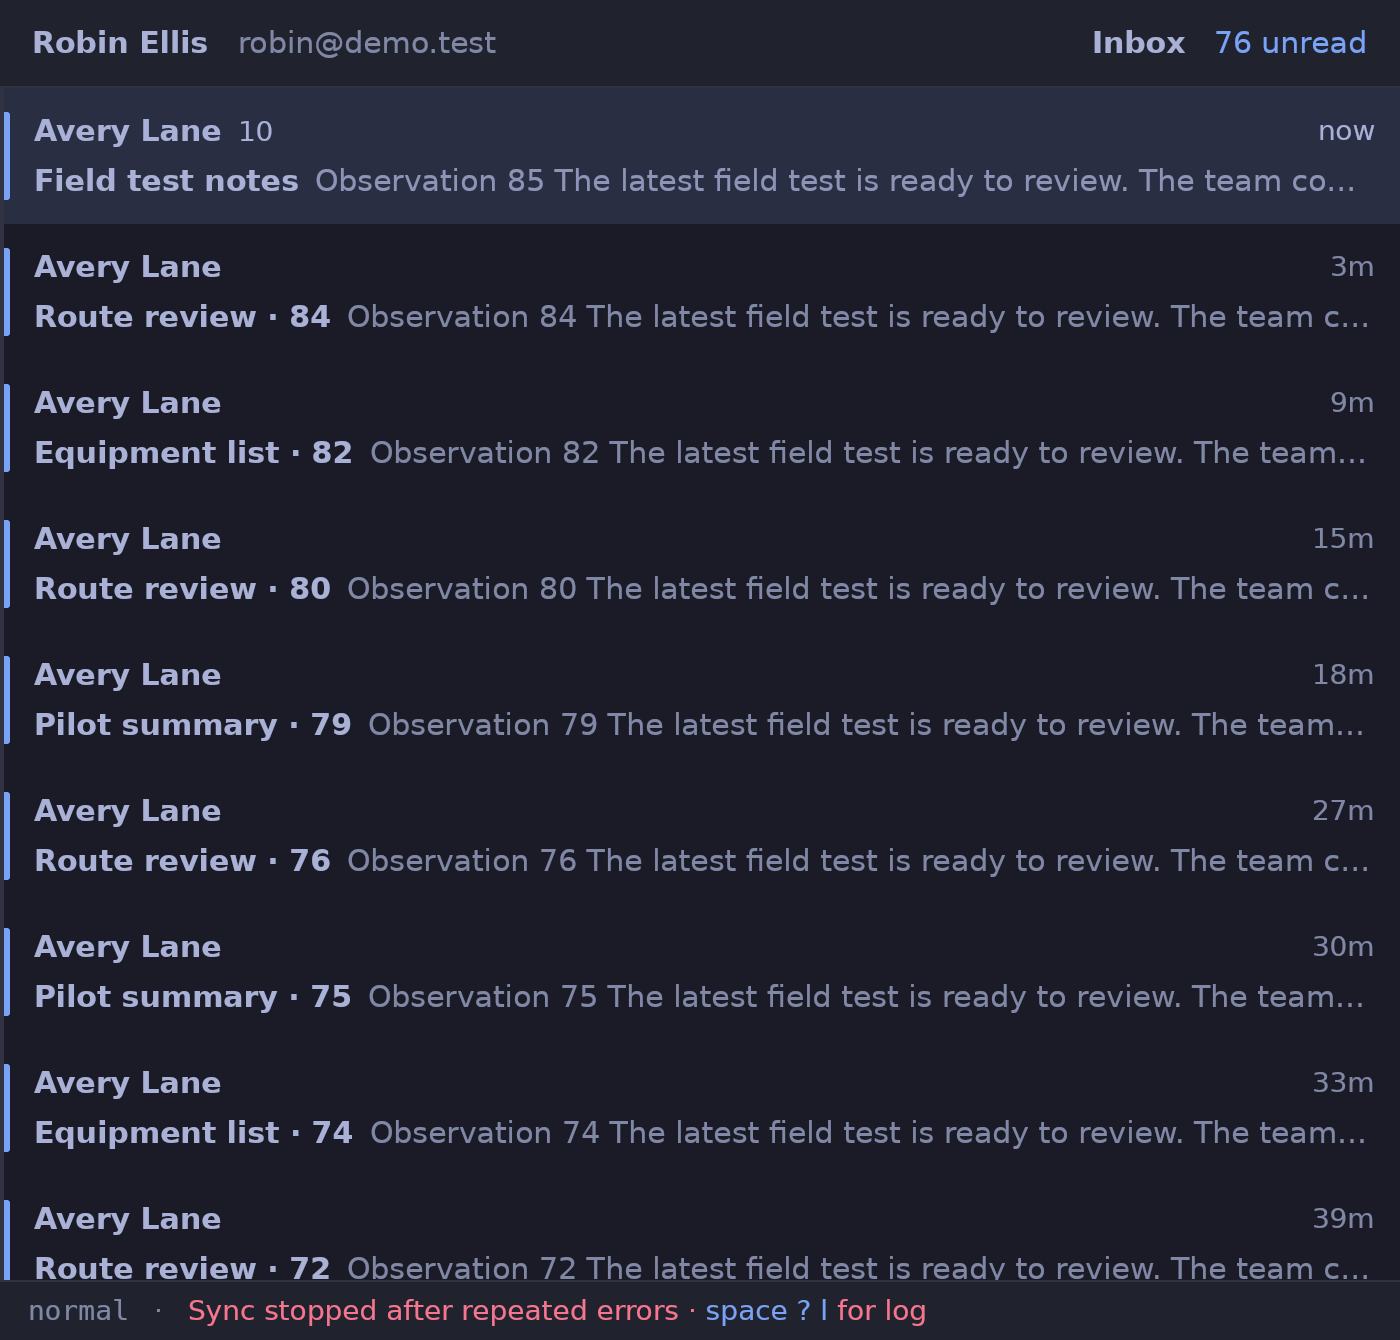 Robin Ellis robin@demo.test Inbox 76 unread
Avery Lane 10 now
Field test notes Observation 85 The latest field test is ready to review. The team co…
Avery Lane 3m
Route review · 84 Observation 84 The latest field test is ready to review. The team c…
Avery Lane 9m
Equipment list · 82 Observation 82 The latest field test is ready to review. The team…
Avery Lane 15m
Route review · 80 Observation 80 The latest field test is ready to review. The team c…
Avery Lane 18m
Pilot summary · 79 Observation 79 The latest field test is ready to review. The team…
Avery Lane 27m
Route review · 76 Observation 76 The latest field test is ready to review. The team c…
Avery Lane 30m
Pilot summary · 75 Observation 75 The latest field test is ready to review. The team…
Avery Lane 33m
Equipment list · 74 Observation 74 The latest field test is ready to review. The team…
Avery Lane 39m
Route review · 72 Observation 72 The latest field test is ready to review. The team c…
normal · Sync stopped after repeated errors · space ? l for log